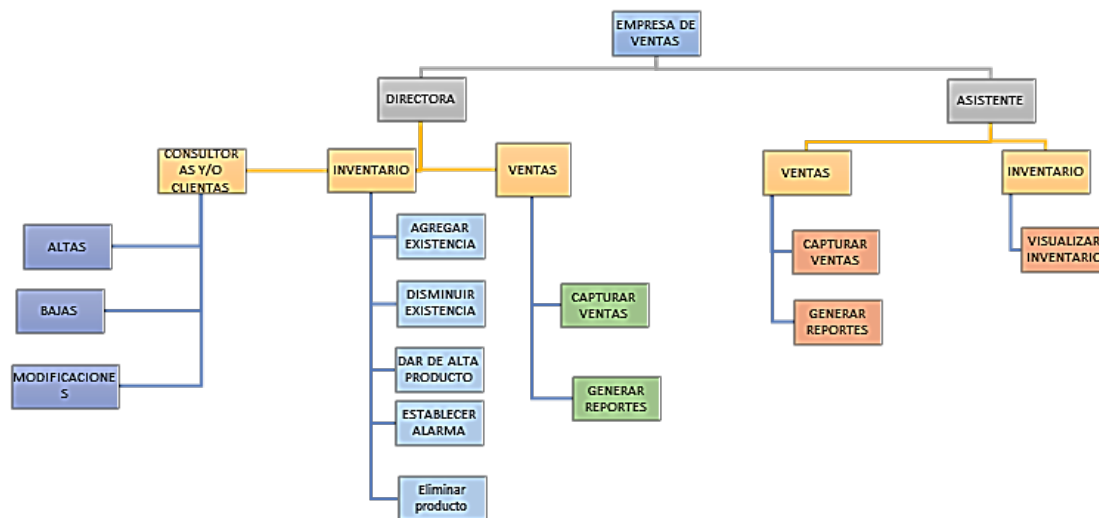 EMPRESA DE
VENTAS
DIRECTORA
ASISTENTE
CONSULTOR
AS Y/O
CLIENTAS
INVENTARIO
VENTAS
VENTAS
INVENTARIO
ALTAS
BAJAS
MODIFICACIONE
S
AGREGAR
EXISTENCIA
DISMINUIR
EXISTENCIA
DAR DE ALTA
PRODUCTO
ESTABLECER
ALARMA
Eliminar
producto
CAPTURAR
VENTAS
GENERAR
REPORTES
CAPTURAR
VENTAS
GENERAR
REPORTES
VISUALIZAR
INVENTARIO